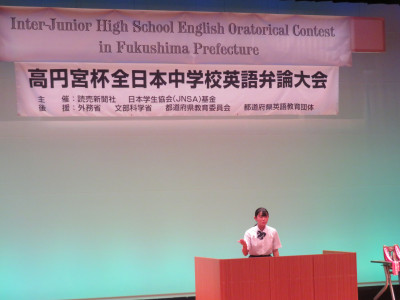 Inter-Junior High School English Oratorical Contest
in Fukushima Prefecture
高円宮杯全日本中学校英語弁論大会
主　催：読売新聞社　日本学生協会(JNSA)基金
後　援：外務省　文部科学省　都道府県教育委員会　都道府県英語教育団体